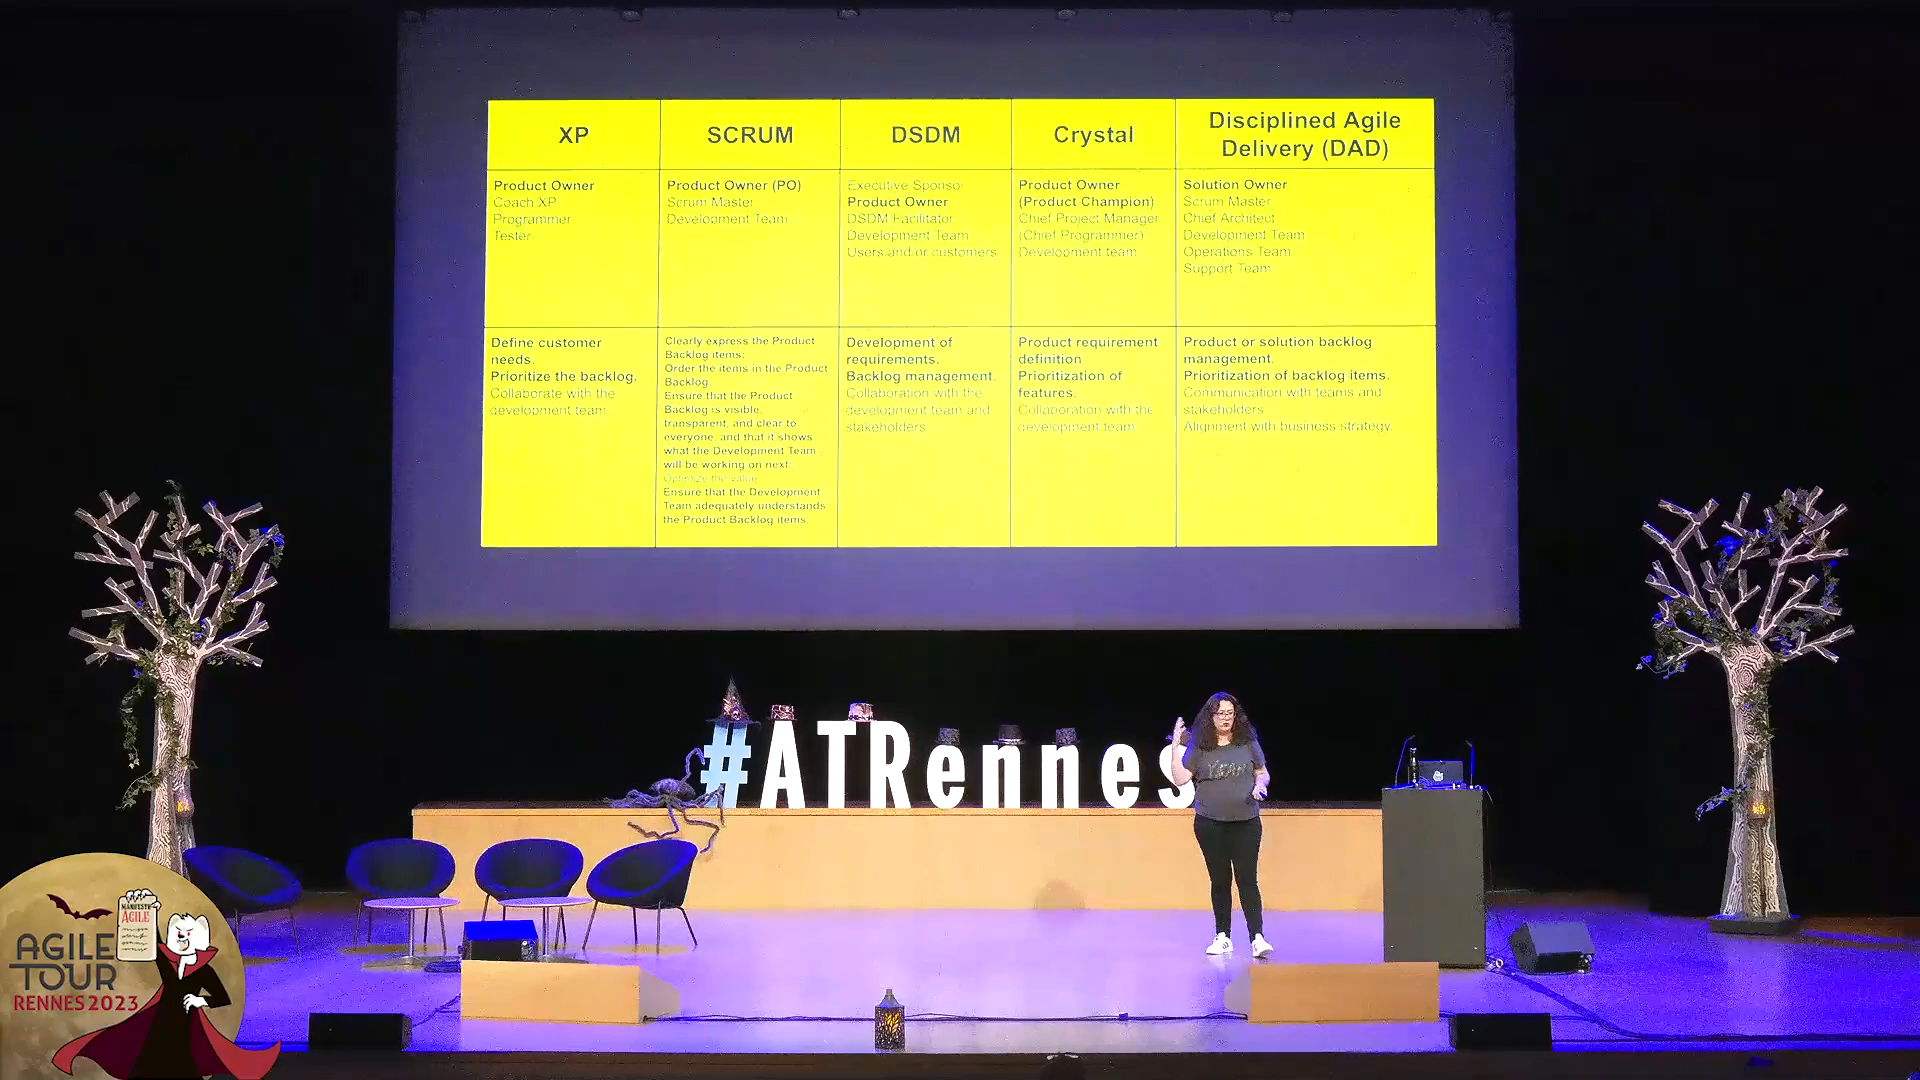 XP
SCRUM
DSDM
Crystal
Disciplined Agile
Delivery (DAD)
Product Owner
Coach XP
Programmer
Tester
Product Owner (PO)
Scrum Master
Development Team
Executive Sponsor
Product Owner
DSDM Facilitator
Development Team
Users and/or customers
Product Owner
(Product Champion)
Chief Project Manager
(Chief Programmer)
Development team
Solution Owner
Scrum Master
Chief Architect
Development Team
Operations Team
Support Team
Define customer
needs.
Prioritize the backlog.
Collaborate with the
development team.
Clearly express the Product
Backlog items;
Order the items in the Product
Backlog
Ensure that the Product
Backlog is visible,
transparent, and clear to
everyone, and that it shows
what the Development Team
will be working on next;
Optimize the value
Ensure that the Development
Team adequately understands
the Product Backlog items.
Development of
requirements.
Backlog management.
Collaboration with the
development team and
stakeholders.
Product requirement
definition
Prioritization of
features.
Collaboration with the
development team.
Product or solution backlog
management.
Prioritization of backlog items.
Communication with teams and
stakeholders
Alignment with business strategy.
#ATRennes
MANIFESTE
AGILE
AGILE
TOUR
RENNES 2023